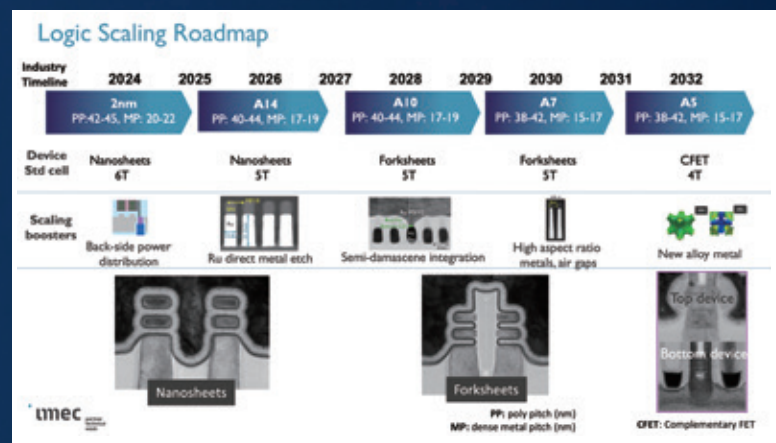 Logic Scaling Roadmap
Industry Timeline
2024 2025 2026 2027 2028 2029 2030 2031 2032
2nm
PP:42-45, MP: 20-22
A14
PP: 40-44, MP: 17-19
A10
PP: 40-44, MP: 17-19
A7
PP: 38-42, MP: 15-17
A5
PP: 38-42, MP: 15-17
Device
Std cell
Nanosheets
6T
Nanosheets
5T
Forksheets
5T
Forksheets
5T
CFET
4T
Scaling
boosters
Back-side power
distribution
Ru
Ru direct metal etch
Semi-damascene integration
High aspect ratio
metals, air gaps
New alloy metal
Nanosheets
Forksheets
Top device
Bottom device
imec
PP: poly pitch (nm)
MP: dense metal pitch (nm)
CFET: Complementary FET